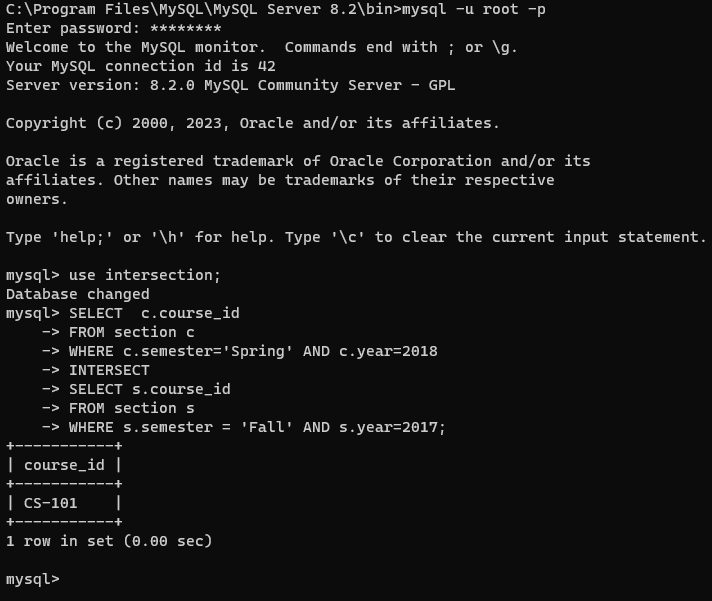 C:\Program Files\MySQL\MySQL Server 8.2\bin>mysql -u root -p
Enter password: ********
Welcome to the MySQL monitor.  Commands end with ; or \g.
Your MySQL connection id is 42
Server version: 8.2.0 MySQL Community Server - GPL

Copyright (c) 2000, 2023, Oracle and/or its affiliates.

Oracle is a registered trademark of Oracle Corporation and/or its
affiliates. Other names may be trademarks of their respective
owners.

Type 'help;' or '\h' for help. Type '\c' to clear the current input statement.

mysql> use intersection;
Database changed
mysql> SELECT  c.course_id
    -> FROM section c
    -> WHERE c.semester='Spring' AND c.year=2018
    -> INTERSECT
    -> SELECT s.course_id
    -> FROM section s
    -> WHERE s.semester = 'Fall' AND s.year=2017;
+-----------+
| course_id |
+-----------+
| CS-101    |
+-----------+
1 row in set (0.00 sec)

mysql>